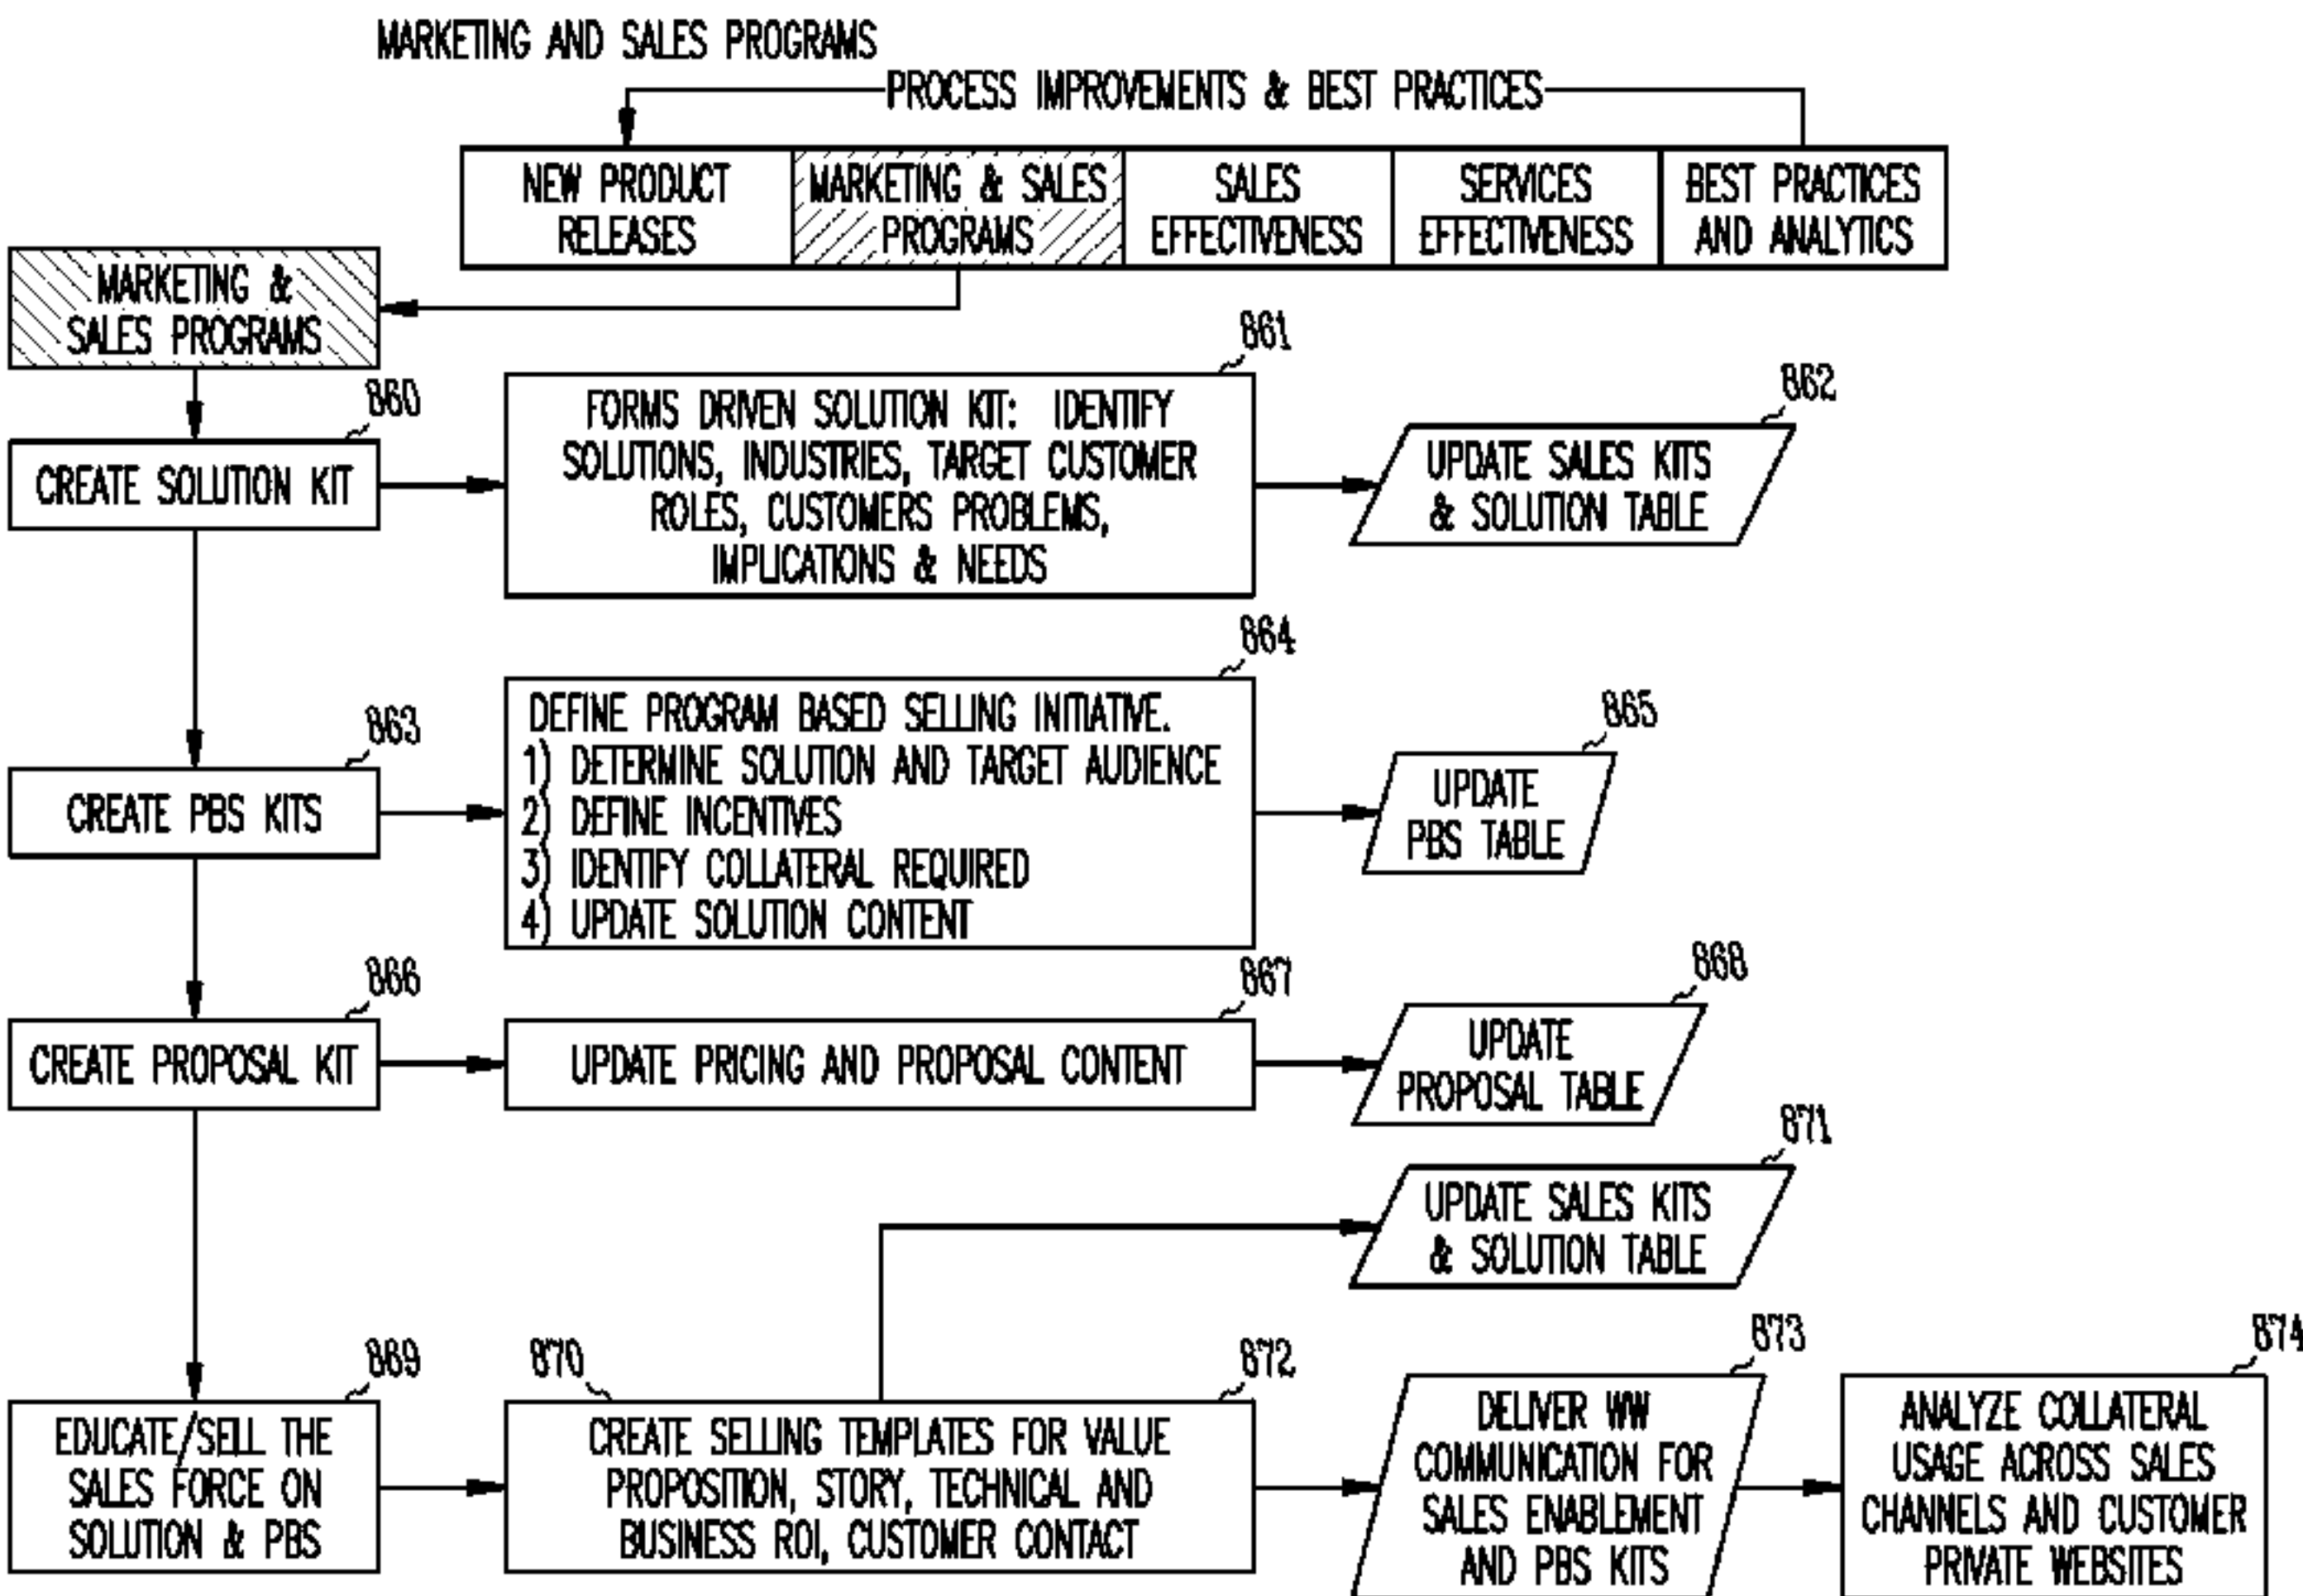 MARKETING AND SALES PROGRAMS
PROCESS IMPROVEMENTS & BEST PRACTICES
NEW PRODUCT
RELEASES
MARKETING & SALES
PROGRAMS
SALES
EFFECTIVENESS
SERVICES
EFFECTIVENESS
BEST PRACTICES
AND ANALYTICS
MARKETING &
SALES PROGRAMS
860
CREATE SOLUTION KIT
861
FORMS DRIVEN SOLUTION KIT: IDENTIFY
SOLUTIONS, INDUSTRIES, TARGET CUSTOMER
ROLES, CUSTOMERS PROBLEMS,
IMPLICATIONS & NEEDS
862
UPDATE SALES KITS
& SOLUTION TABLE
863
CREATE PBS KITS
864
DEFINE PROGRAM BASED SELLING INITIATIVE.
1) DETERMINE SOLUTION AND TARGET AUDIENCE
2) DEFINE INCENTIVES
3) IDENTIFY COLLATERAL REQUIRED
4) UPDATE SOLUTION CONTENT
865
UPDATE
PBS TABLE
866
CREATE PROPOSAL KIT
867
UPDATE PRICING AND PROPOSAL CONTENT
868
UPDATE
PROPOSAL TABLE
871
UPDATE SALES KITS
& SOLUTION TABLE
869
EDUCATE/SELL THE
SALES FORCE ON
SOLUTION & PBS
870
872
CREATE SELLING TEMPLATES FOR VALUE
PROPOSITION, STORY, TECHNICAL AND
BUSINESS ROI, CUSTOMER CONTACT
873
DELIVER WW
COMMUNICATION FOR
SALES ENABLEMENT
AND PBS KITS
874
ANALYZE COLLATERAL
USAGE ACROSS SALES
CHANNELS AND CUSTOMER
PRIVATE WEBSITES